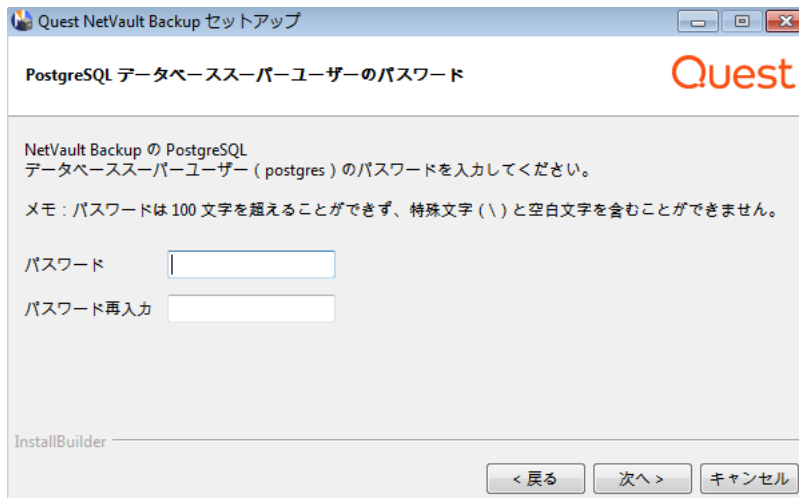 Quest NetVault Backup セットアップ
PostgreSQL データベーススーパーユーザーのパスワード
Quest
NetVault Backup の PostgreSQL
データベーススーパーユーザー ( postgres ) のパスワードを入力してください。
メモ : パスワードは 100 文字を超えることができず、特殊文字 ( \ ) と空白文字を含むことができません。
パスワード
パスワード再入力
InstallBuilder
< 戻る
次へ >
キャンセル